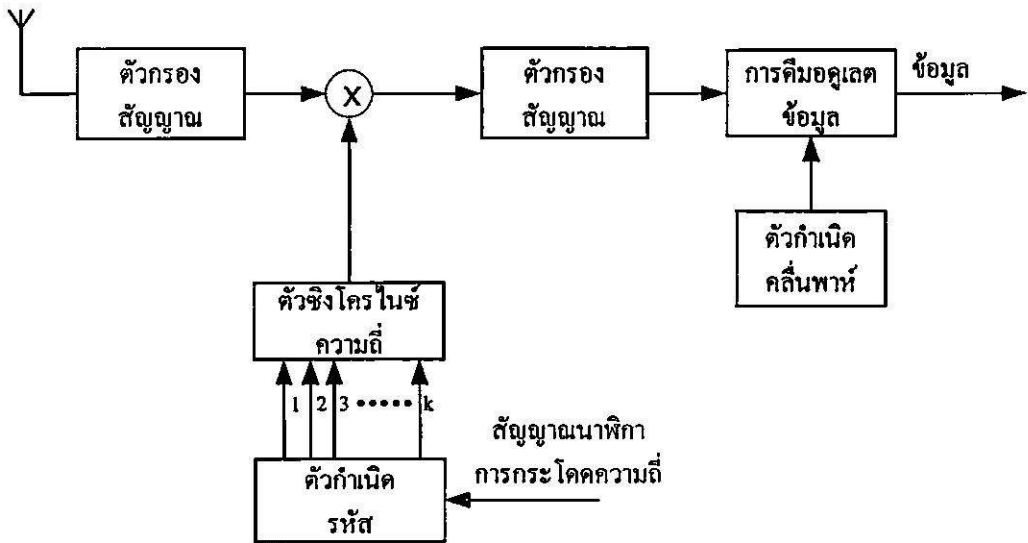 ตัวกรอง
สัญญาณ
X
ตัวกรอง
สัญญาณ
การดีมอดูเลต
ข้อมูล
ข้อมูล
ตัวกำเนิด
คลื่นพาห์
ตัวซิงโครไนซ์
ความถี่
1 2 3 ••••• k
ตัวกำเนิด
รหัส
สัญญาณนาฬิกา
การกระโดดความถี่